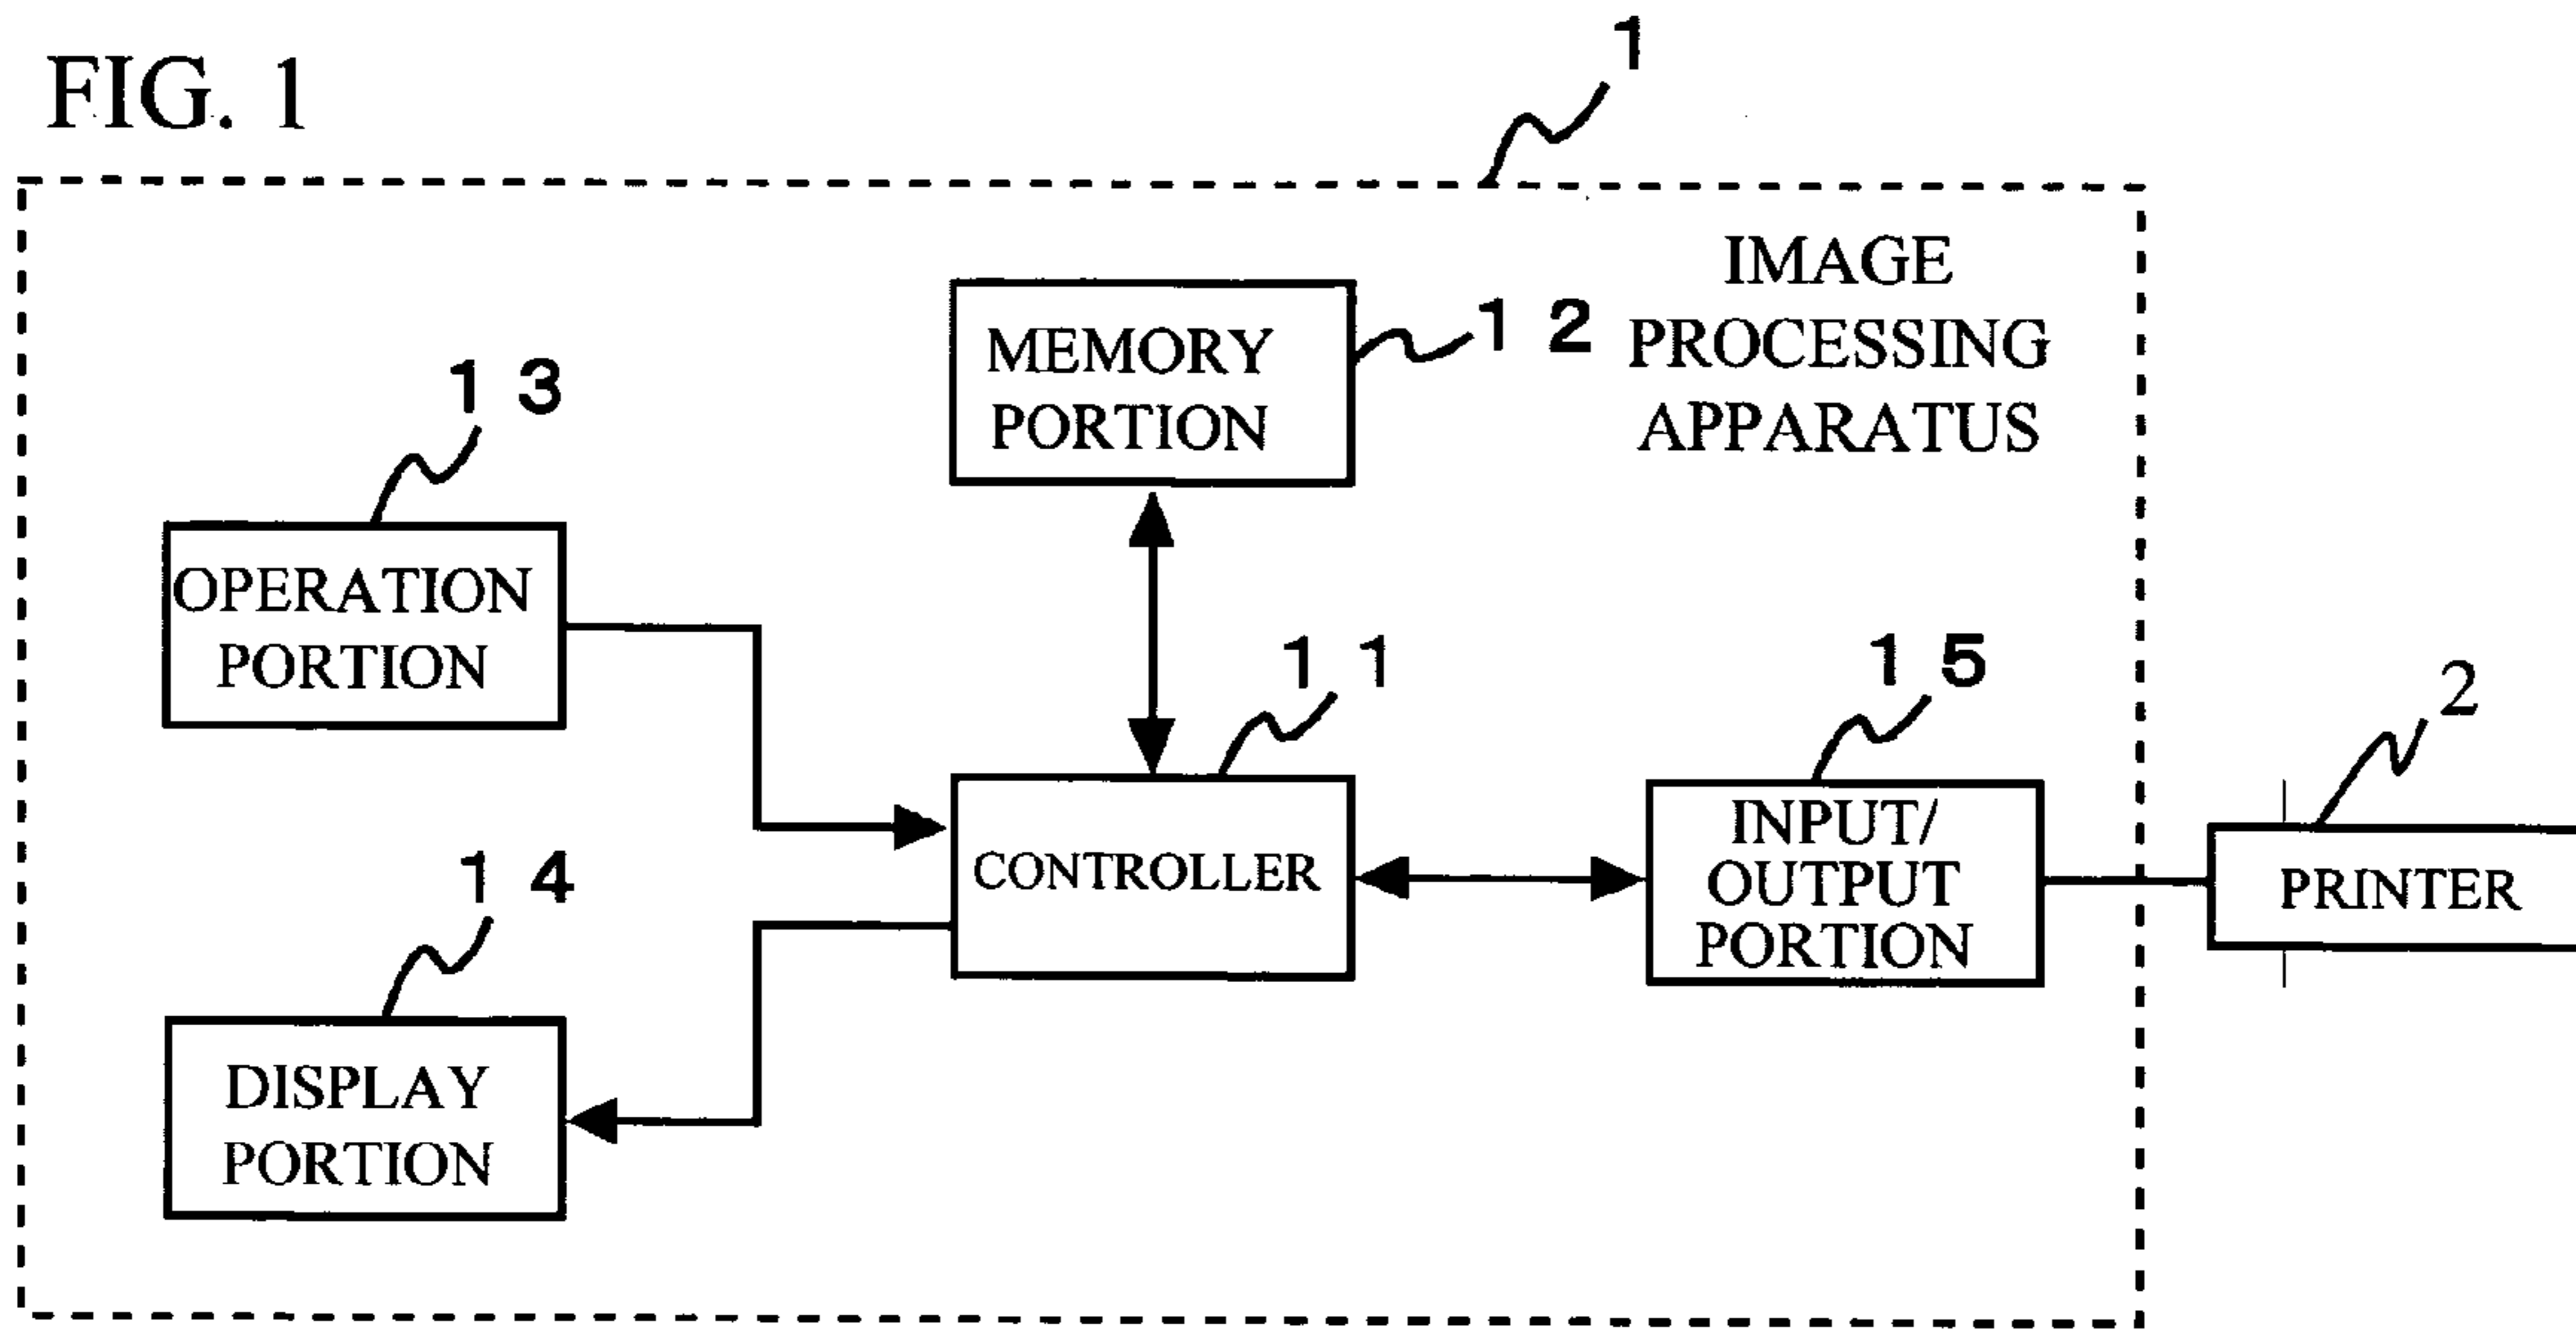 FIG. 1
1
IMAGE
PROCESSING
APPARATUS
MEMORY
PORTION
1 2
1 3
OPERATION
PORTION
1 1
CONTROLLER
1 5
INPUT/
OUTPUT
PORTION
2
PRINTER
1 4
DISPLAY
PORTION